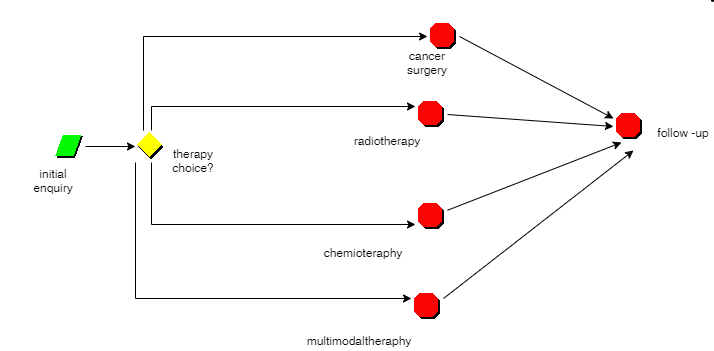 cancer
surgery
radiotherapy
follow -up
therapy
choice?
initial
enquiry
chemioteraphy
multimodaltheraphy